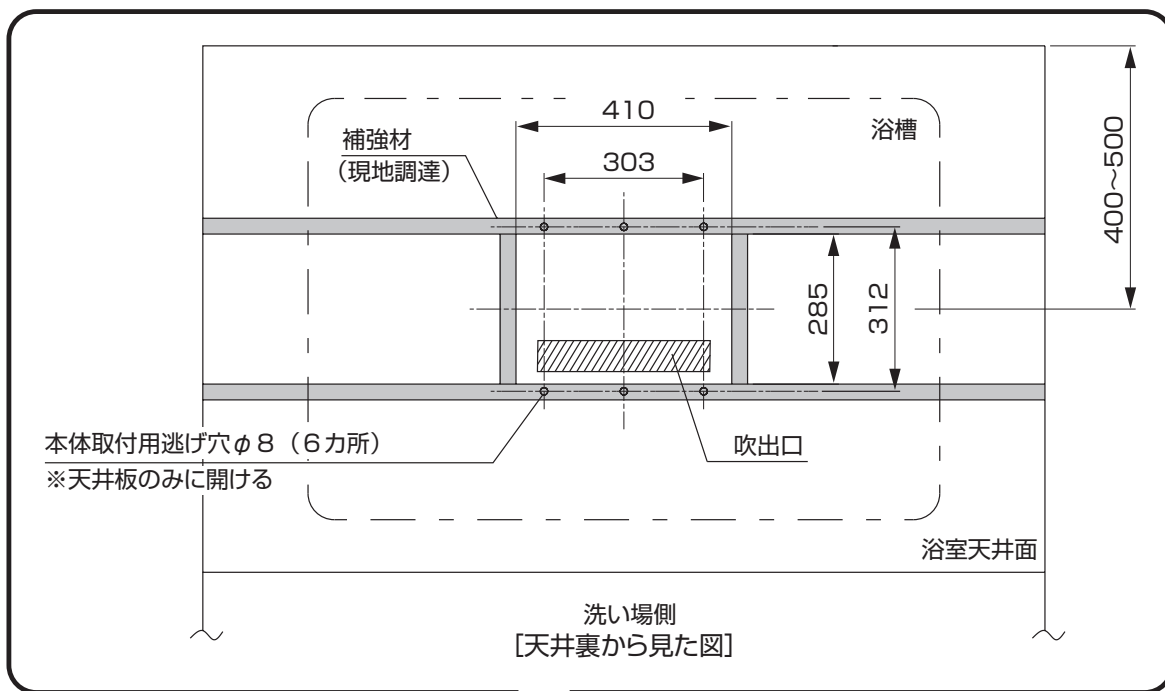 410
浴槽
補強材
（現地調達）
303
400～500
285
312
本体取付用逃げ穴φ８（６カ所）
※天井板のみに開ける
吹出口
浴室天井面
洗い場側
［天井裏から見た図］